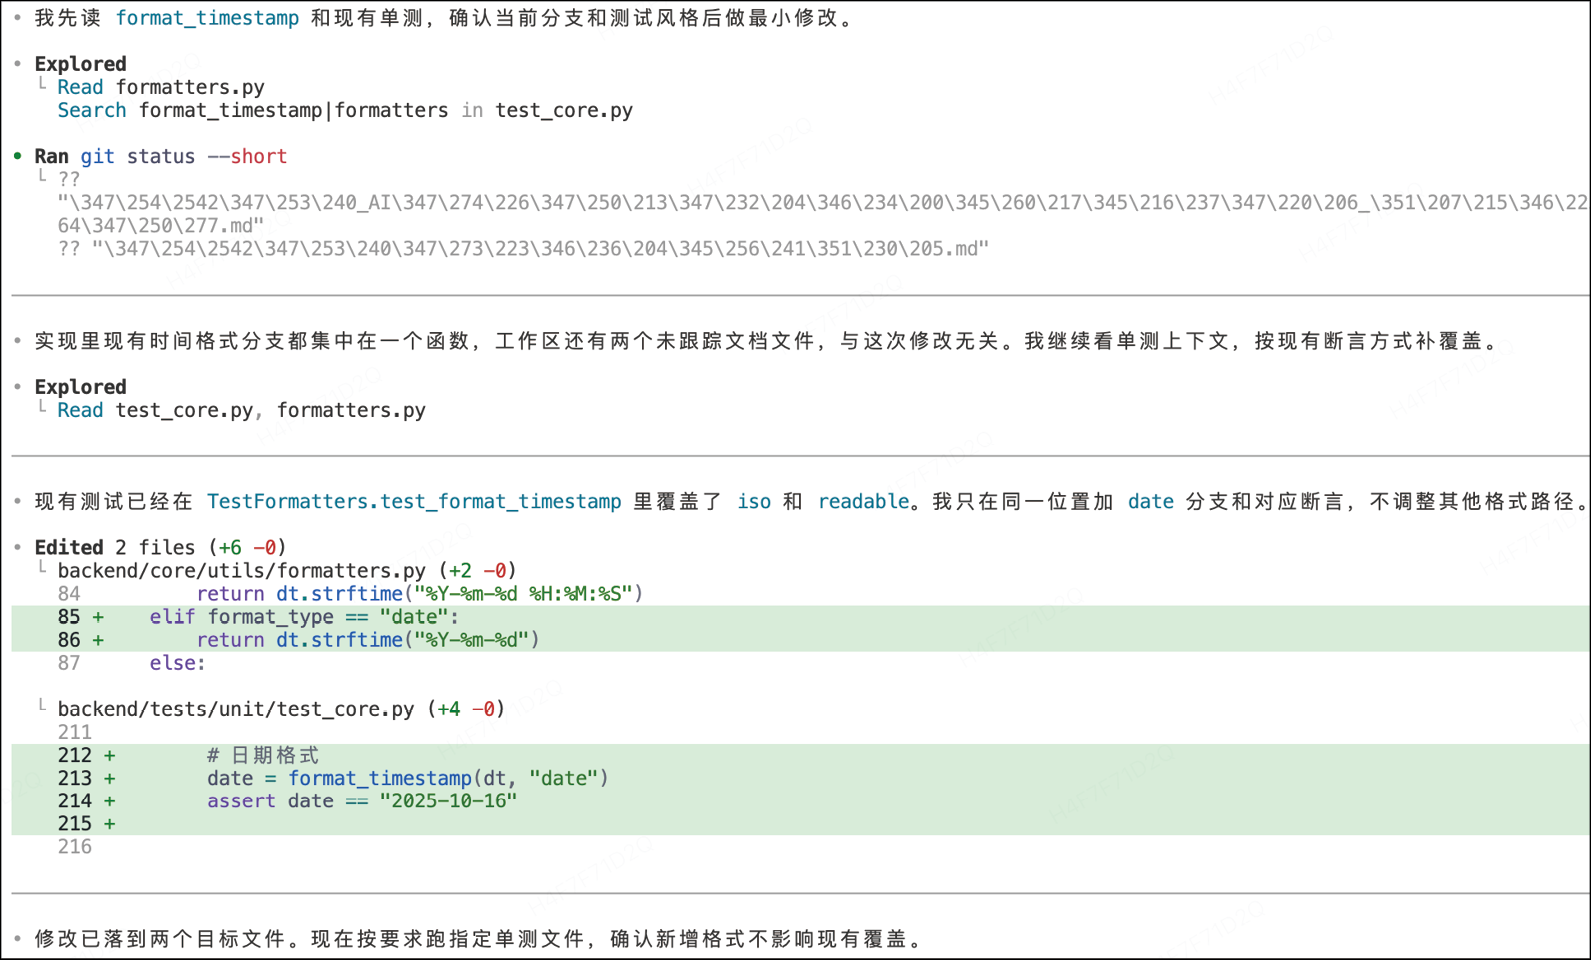 • 我先读 format_timestamp 和现有单测，确认当前分支和测试风格后做最小修改。
• Explored
└ Read formatters.py
Search format_timestamp|formatters in test_core.py
• Ran git status --short
└ ??
"\347\254\2542\347\253\240_AI\347\274\226\347\250\213\347\232\204\346\234\200\345\260\217\345\216\237\347\220\206_\351\207\215\346\22
64\347\250\277.md"
?? "\347\254\2542\347\253\240\347\273\223\346\236\204\345\256\241\351\230\205.md"
• 实现里现有时间格式分支都集中在一个函数，工作区还有两个未跟踪文档文件，与这次修改无关。我继续看单测上下文，按现有断言方式补覆盖。
• Explored
└ Read test_core.py, formatters.py
• 现有测试已经在 TestFormatters.test_format_timestamp 里覆盖了 iso 和 readable。我只在同一位置加 date 分支和对应断言，不调整其他格式路径。
• Edited 2 files (+6 -0)
└ backend/core/utils/formatters.py (+2 -0)
84 return dt.strftime("%Y-%m-%d %H:%M:%S")
85 + elif format_type == "date":
86 + return dt.strftime("%Y-%m-%d")
87 else:
└ backend/tests/unit/test_core.py (+4 -0)
211
212 + # 日期格式
213 + date = format_timestamp(dt, "date")
214 + assert date == "2025-10-16"
215 +
216
• 修改已落到两个目标文件。现在按要求跑指定单测文件，确认新增格式不影响现有覆盖。